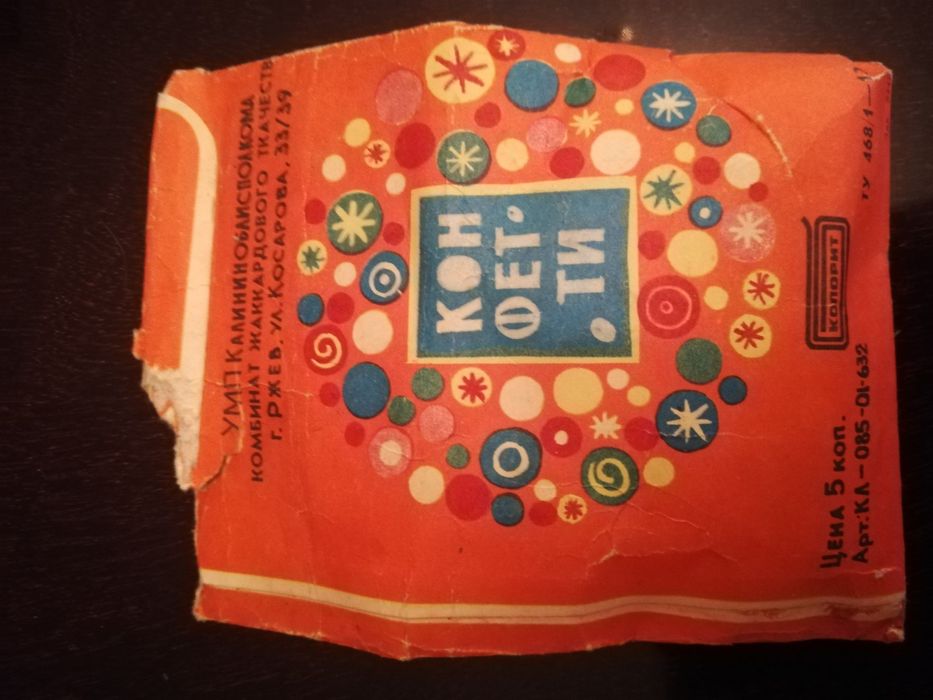 УМП КАЛИНИНОБЛИСПОЛКОМА
КОМБИНАТ ЖАККАРДОВОГО ТКАЧЕСТВ
г. РЖЕВ, УЛ. КОСАРОВА, 33/39
КОН
ФЕТ
ТИ
КОЛОРИТ
ЦЕНА 5 КОП.
АРТ: КЛ-085-01-632
ТУ 468.1-